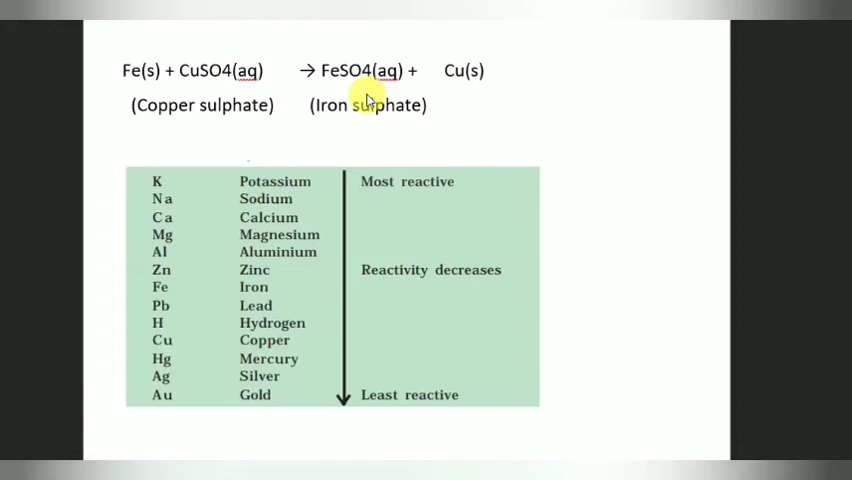 Fe(s) + CuSO4(aq) → FeSO4(aq) + Cu(s)
(Copper sulphate) (Iron sulphate)
K Potassium Most reactive
Na Sodium
Ca Calcium
Mg Magnesium
Al Aluminium
Zn Zinc Reactivity decreases
Fe Iron
Pb Lead
H Hydrogen
Cu Copper
Hg Mercury
Ag Silver
Au Gold Least reactive